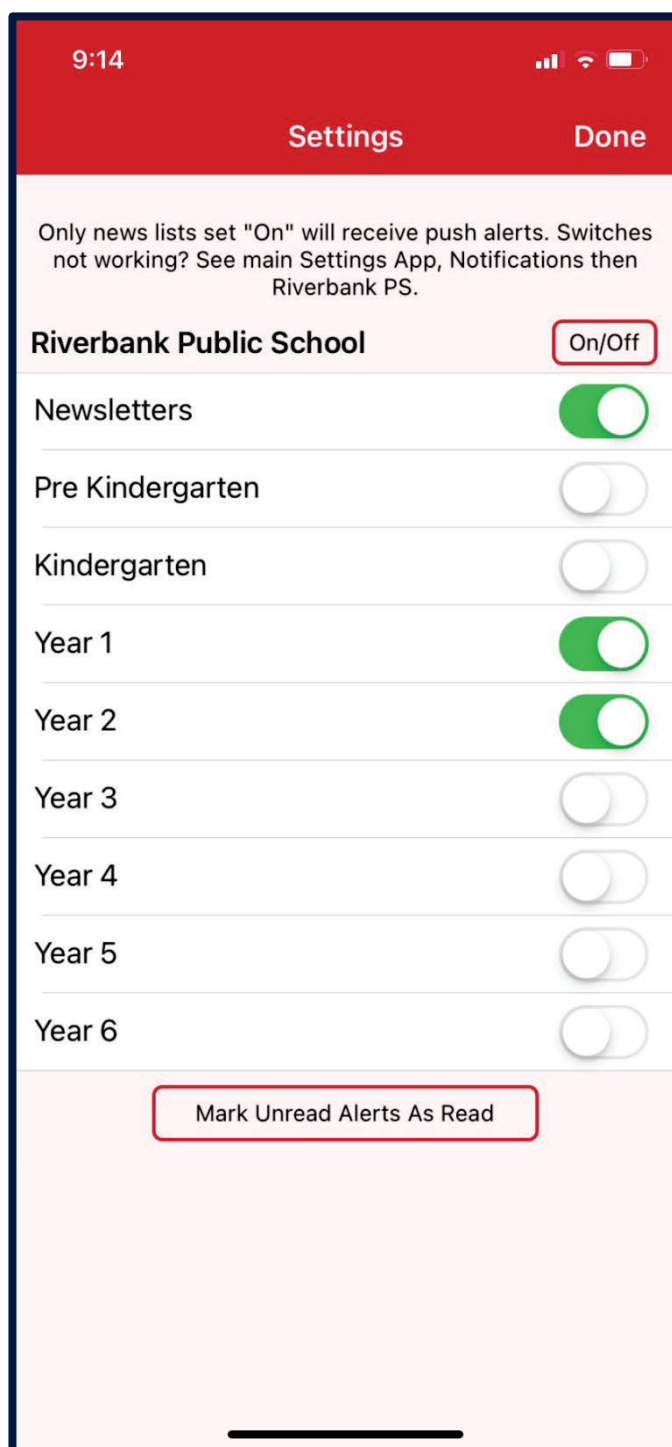 9:14
Settings Done
Only news lists set "On" will receive push alerts. Switches
not working? See main Settings App, Notifications then
Riverbank PS.
Riverbank Public School On/Off
Newsletters
Pre Kindergarten
Kindergarten
Year 1
Year 2
Year 3
Year 4
Year 5
Year 6
Mark Unread Alerts As Read